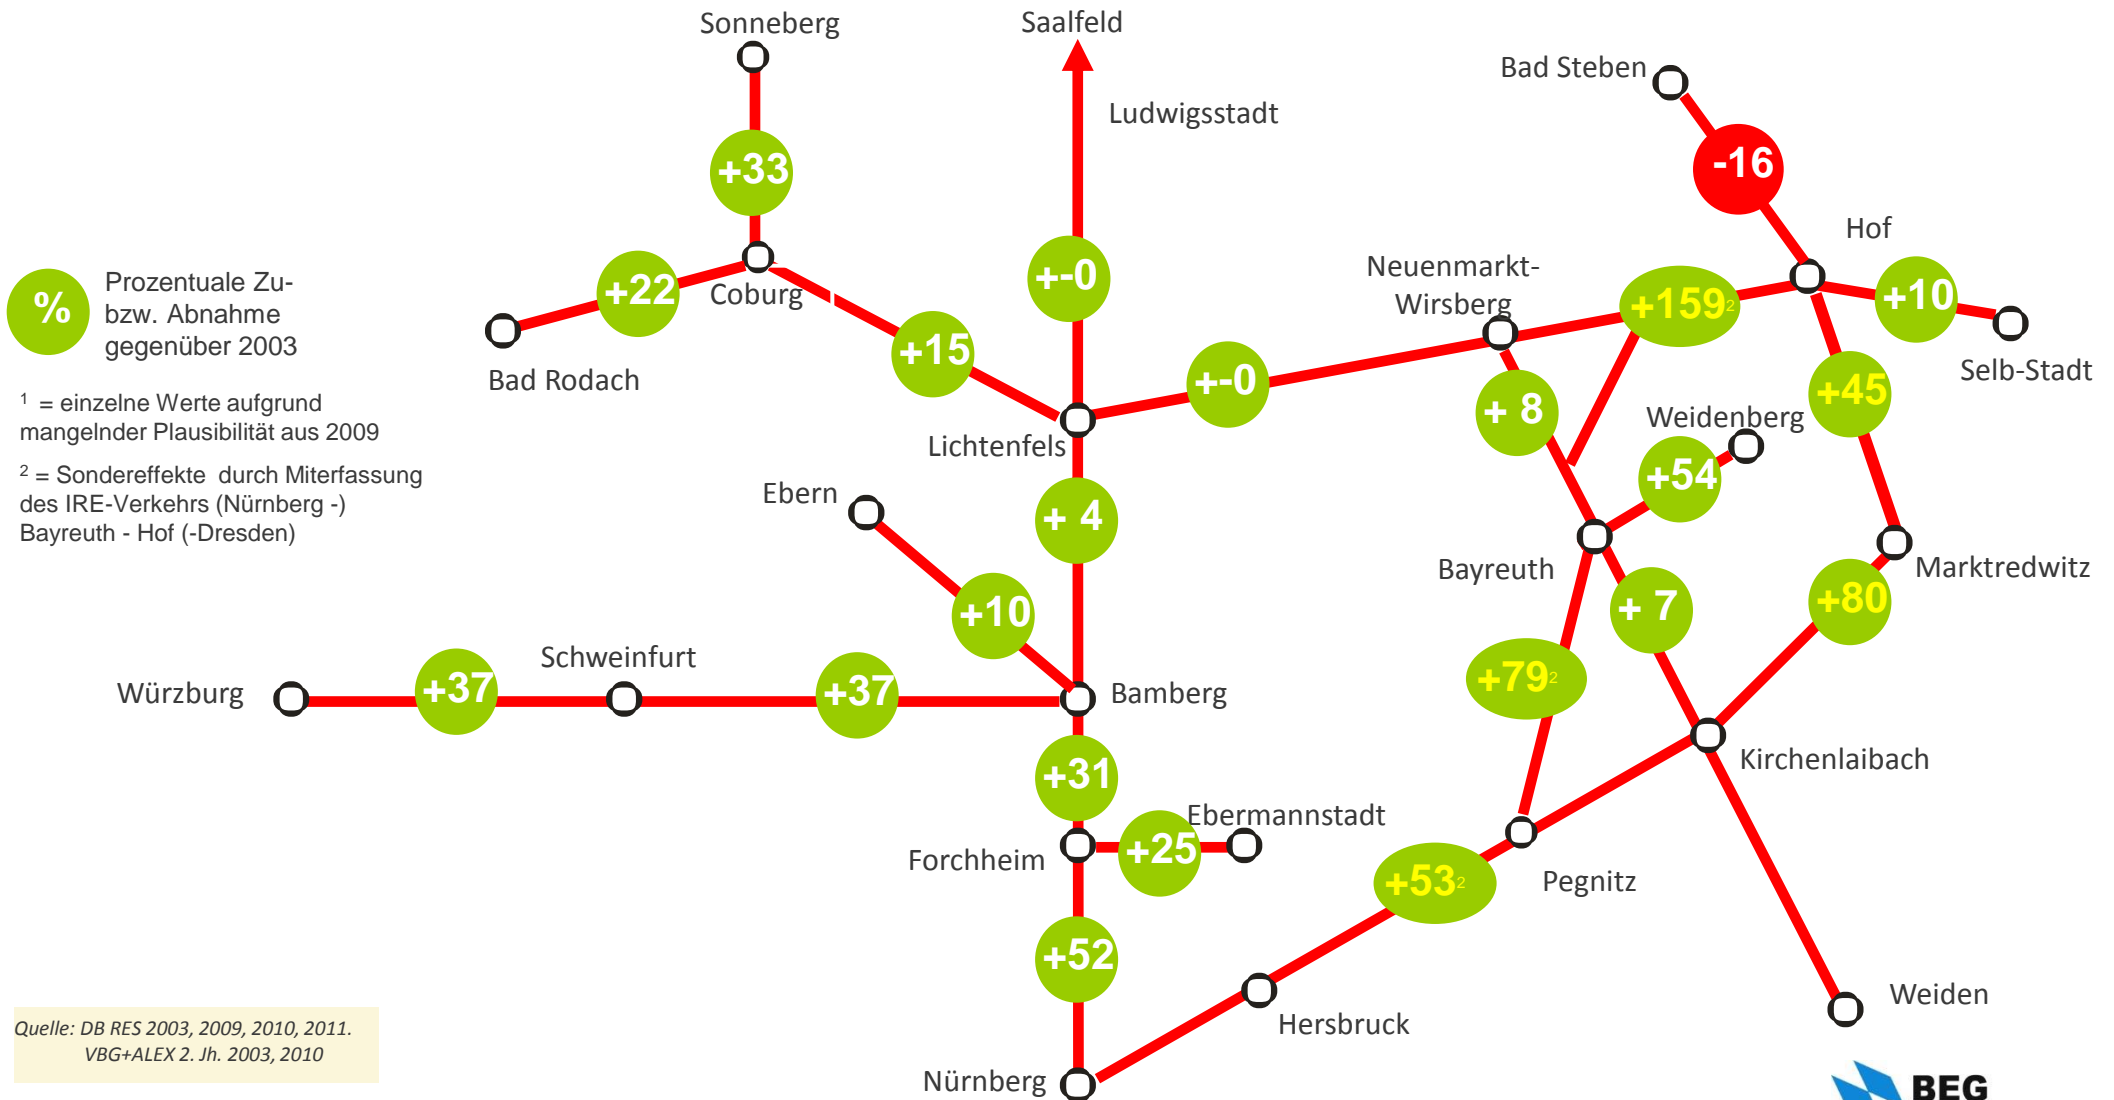 Sonneberg
Saalfeld
Bad Steben
Ludwigsstadt
+33
-16
Hof
Neuenmarkt-
Wirsberg
% Prozentuale Zu-
bzw. Abnahme
gegenüber 2003
+22
Coburg
+-0
+159²
+10
Bad Rodach
+15
+-0
+ 8
+45
Selb-Stadt
¹ = einzelne Werte aufgrund
mangelnder Plausibilität aus 2009
Lichtenfels
Weidenberg
² = Sondereffekte durch Miterfassung
des IRE-Verkehrs (Nürnberg -)
Bayreuth - Hof (-Dresden)
Ebern
+ 4
+54
Bayreuth
Marktredwitz
+10
+ 7
+80
Würzburg
+37
Schweinfurt
+37
Bamberg
+79²
Kirchenlaibach
+31
Ebermannstadt
Forchheim
+25
+53²
Pegnitz
+52
Weiden
Hersbruck
Nürnberg
Quelle: DB RES 2003, 2009, 2010, 2011.
VBG+ALEX 2. Jh. 2003, 2010
BEG